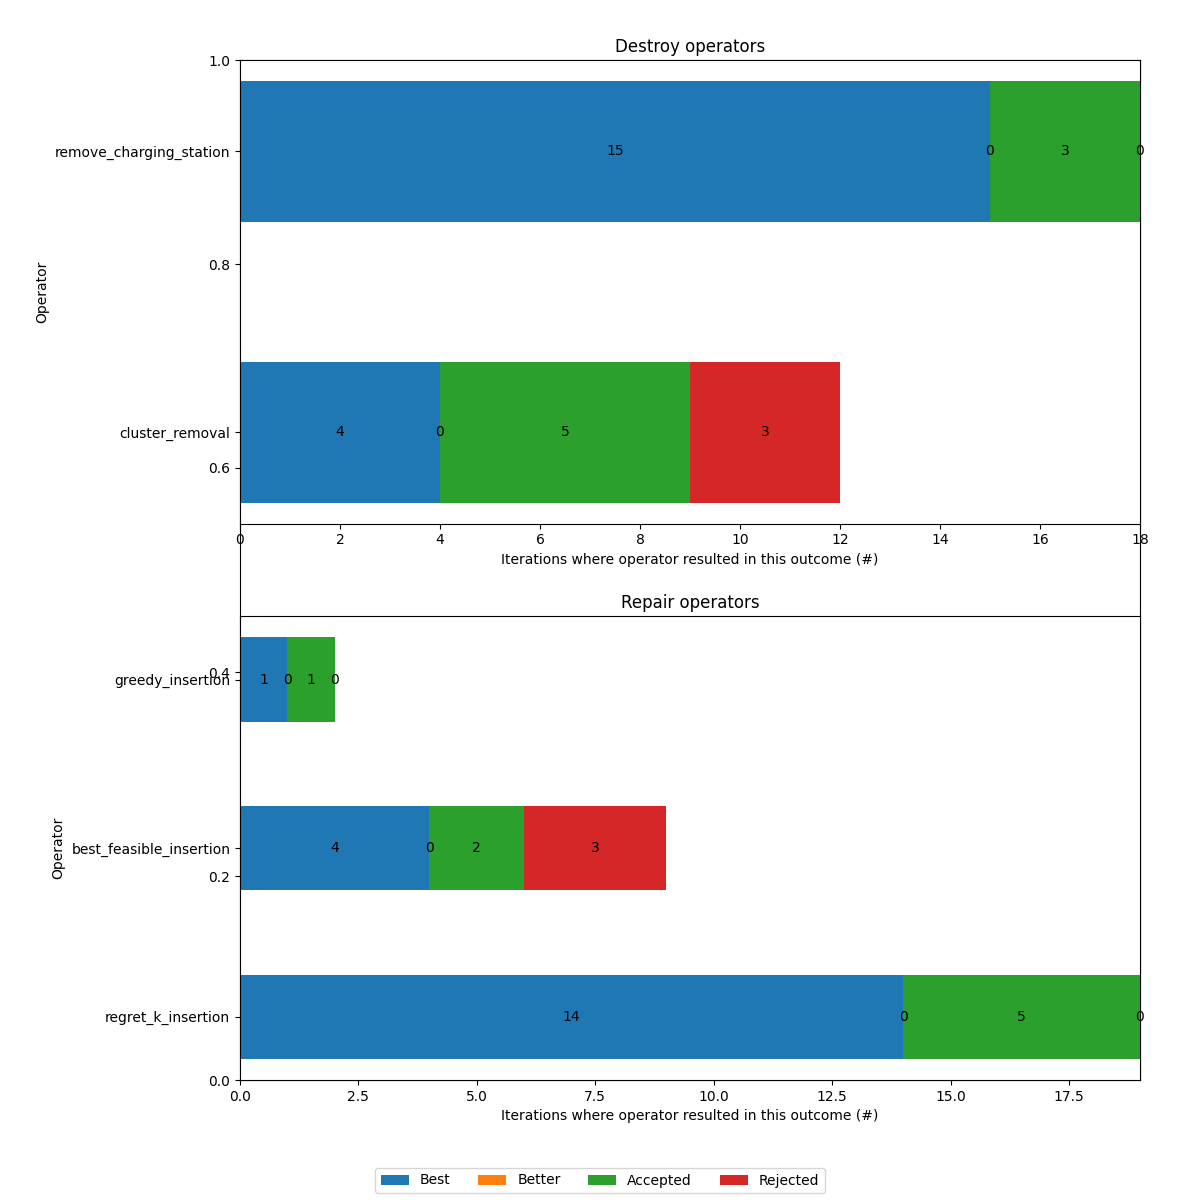 Destroy operators
1.0
remove_charging_station
15 0 3 0
0.8
Operator
cluster_removal
4 0 5 3
0.6
0 2 4 6 8 10 12 14 16 18
Iterations where operator resulted in this outcome (#)
Repair operators
0.4
greedy_insertion
1 0 1 0
Operator
best_feasible_insertion
4 0 2 3
0.2
regret_k_insertion
14 0 5 0
0.0
0.0 2.5 5.0 7.5 10.0 12.5 15.0 17.5
Iterations where operator resulted in this outcome (#)
Best Better Accepted Rejected